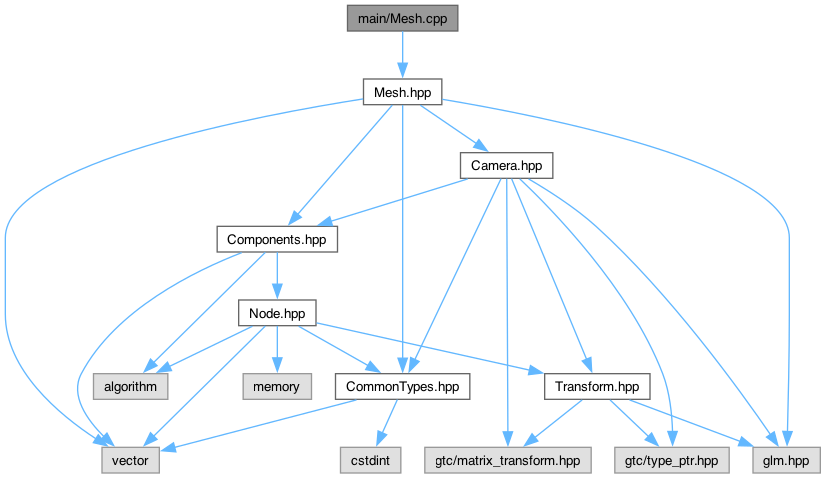 main/Mesh.cpp
Mesh.hpp
Camera.hpp
Components.hpp
Node.hpp
algorithm
memory
CommonTypes.hpp
Transform.hpp
vector
cstdint
gtc/matrix_transform.hpp
gtc/type_ptr.hpp
glm.hpp